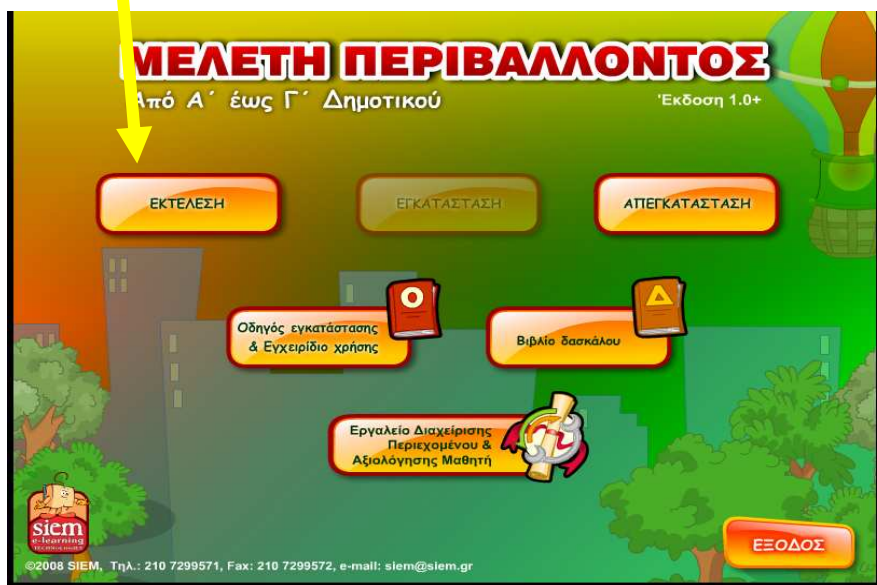 ΜΕΛΕΤΗ ΠΕΡΙΒΑΛΛΟΝΤΟΣ
Από Α΄ έως Γ΄ Δημοτικού
Έκδοση 1.0+
ΕΚΤΕΛΕΣΗ
ΕΓΚΑΤΑΣΤΑΣΗ
ΑΠΕΓΚΑΤΑΣΤΑΣΗ
Ο
Οδηγός εγκατάστασης
& Εγχειρίδιο χρήσης
Δ
Βιβλίο δασκάλου
Εργαλείο Διαχείρισης
Περιεχομένου &
Αξιολόγησης Μαθητή
siem
e-learning
TECHNOLOGIES
ΕΞΟΔΟΣ
©2008 SIEM, Τηλ.: 210 7299571, Fax: 210 7299572, e-mail: siem@siem.gr